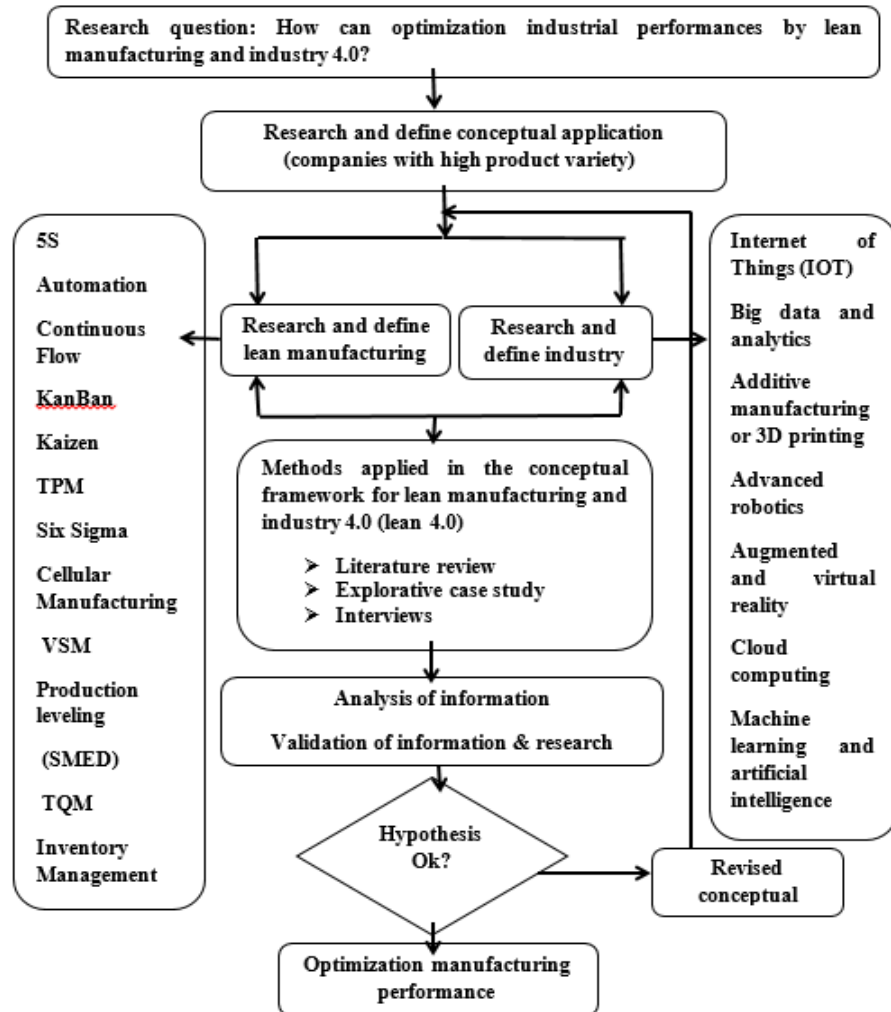 Research question: How can optimization industrial performances by lean
manufacturing and industry 4.0?
Research and define conceptual application
(companies with high product variety)
5S
Automation
Continuous
Flow
KanBan
Kaizen
TPM
Six Sigma
Cellular
Manufacturing
VSM
Production
leveling
(SMED)
TQM
Inventory
Management
Research and define
lean manufacturing
Research and
define industry
Internet of
Things (IOT)
Big data and
analytics
Additive
manufacturing
or 3D printing
Advanced
robotics
Augmented
and virtual
reality
Cloud
computing
Machine
learning and
artificial
intelligence
Methods applied in the conceptual
framework for lean manufacturing and
industry 4.0 (lean 4.0)
➢ Literature review
➢ Explorative case study
➢ Interviews
Analysis of information
Validation of information & research
Hypothesis
Ok?
Revised
conceptual
Optimization manufacturing
performance